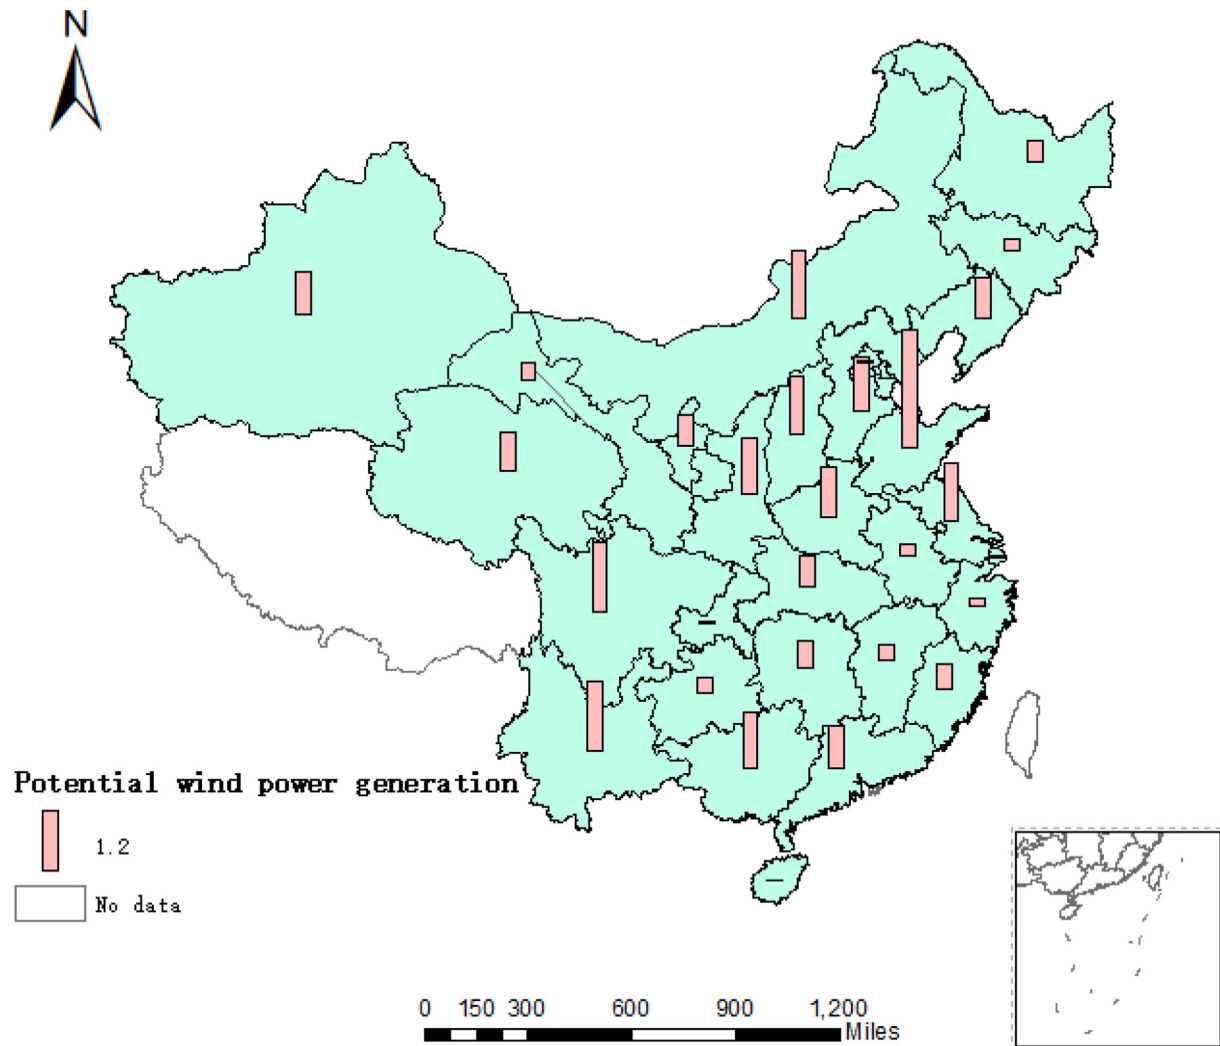 N
Potential wind power generation
1.2
No data
0 150 300 600 900 1,200
Miles